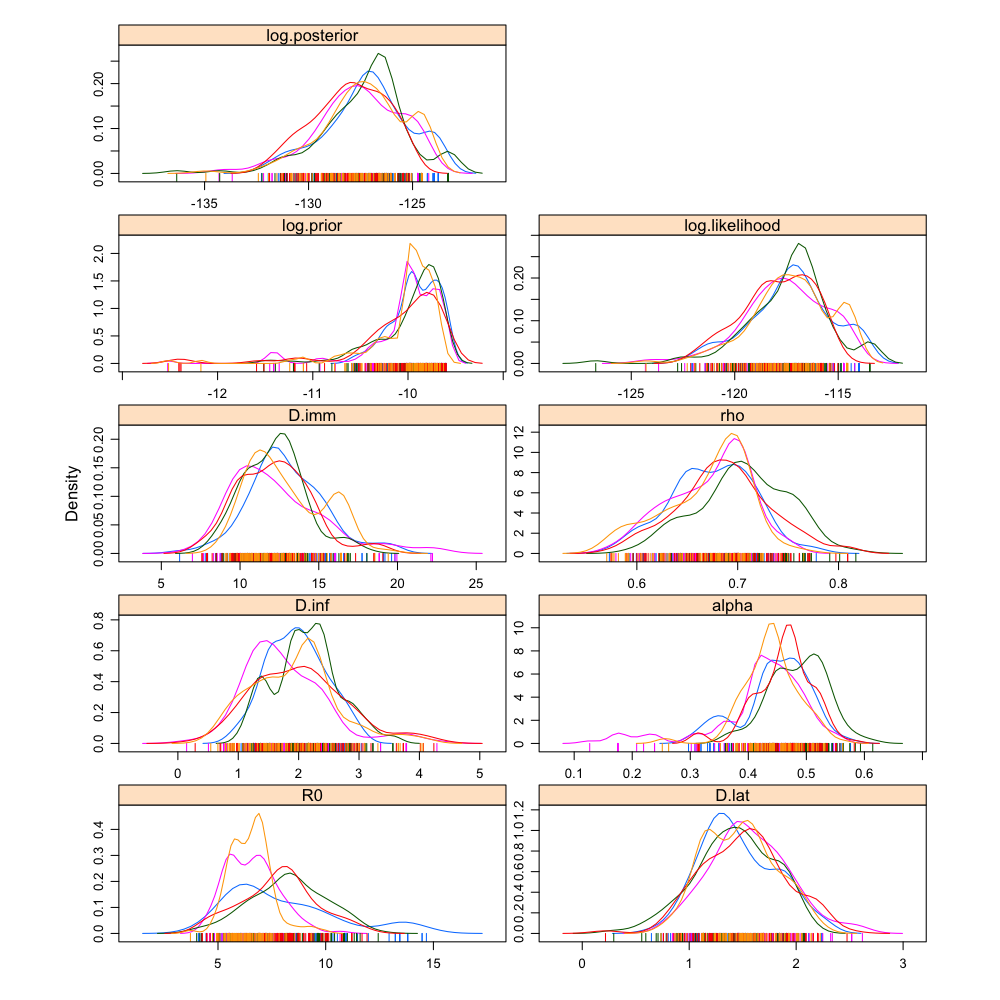 log.posterior
0.00 0.10 0.20
-135 -130 -125
log.prior
log.likelihood
0.0 0.5 1.0 1.5 2.0
0.00 0.10 0.20
-12 -11 -10
-125 -120 -115
D.imm
rho
Density
0.00 0.05 0.10 0.15 0.20
0 2 4 6 8 10 12
5 10 15 20 25
0.6 0.7 0.8
D.inf
alpha
0.0 0.2 0.4 0.6 0.8
0 2 4 6 8 10
0 1 2 3 4 5
0.1 0.2 0.3 0.4 0.5 0.6
R0
D.lat
0.0 0.1 0.2 0.3 0.4
0.0 0.2 0.4 0.6 0.8 1.0 1.2
5 10 15
0 1 2 3